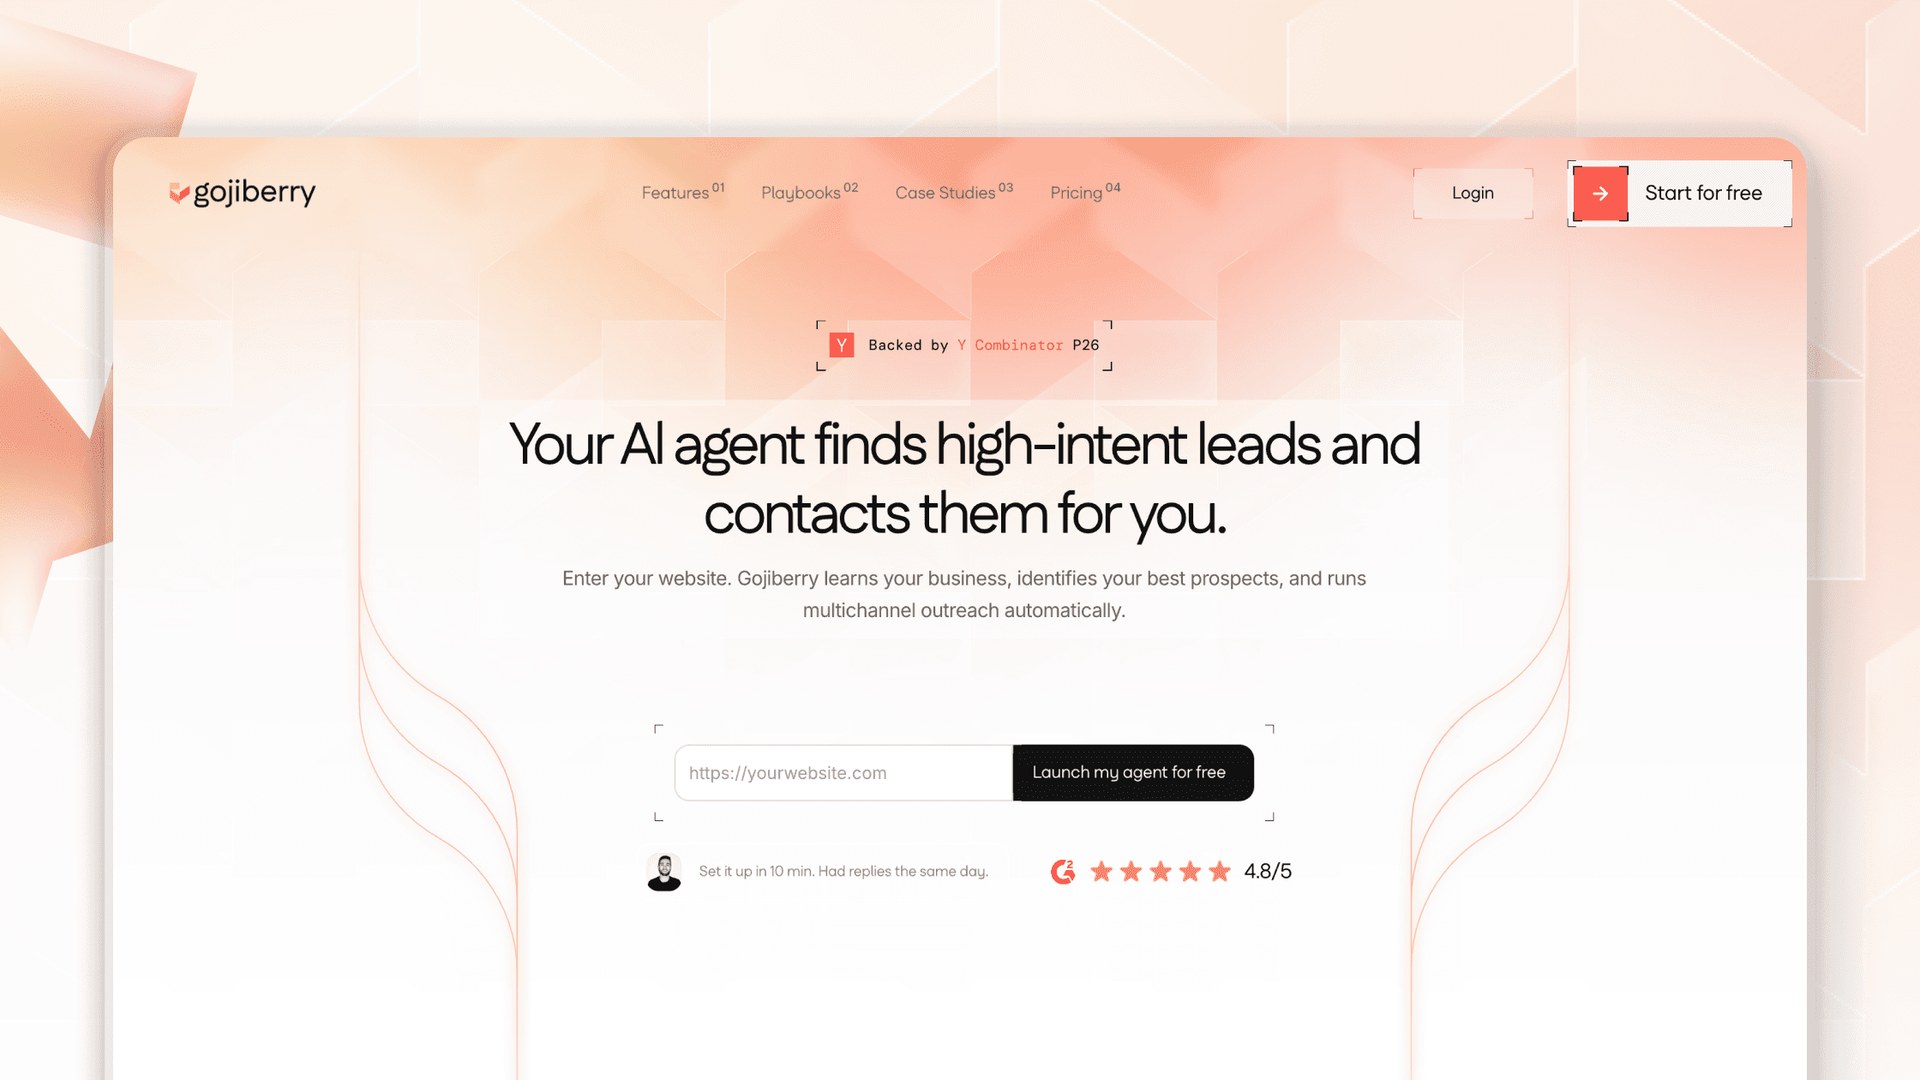 gojiberry
Features 01
Playbooks 02
Case Studies 03
Pricing 04
Login
Start for free
Y Backed by Y Combinator P26
Your AI agent finds high-intent leads and
contacts them for you.
Enter your website. Gojiberry learns your business, identifies your best prospects, and runs
multichannel outreach automatically.
https://yourwebsite.com
Launch my agent for free
Set it up in 10 min. Had replies the same day.
G2 4.8/5